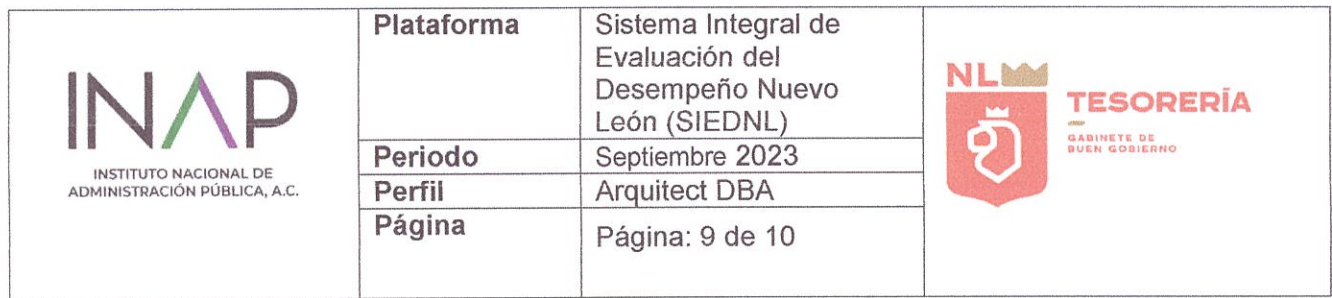 INAP
INSTITUTO NACIONAL DE
ADMINISTRACIÓN PÚBLICA, A.C.
Plataforma
Sistema Integral de
Evaluación del
Desempeño Nuevo
León (SIEDNL)
Periodo
Septiembre 2023
Perfil
Arquitect DBA
Página
Página: 9 de 10
NL
TESORERÍA
GABINETE DE
BUEN GOBIERNO